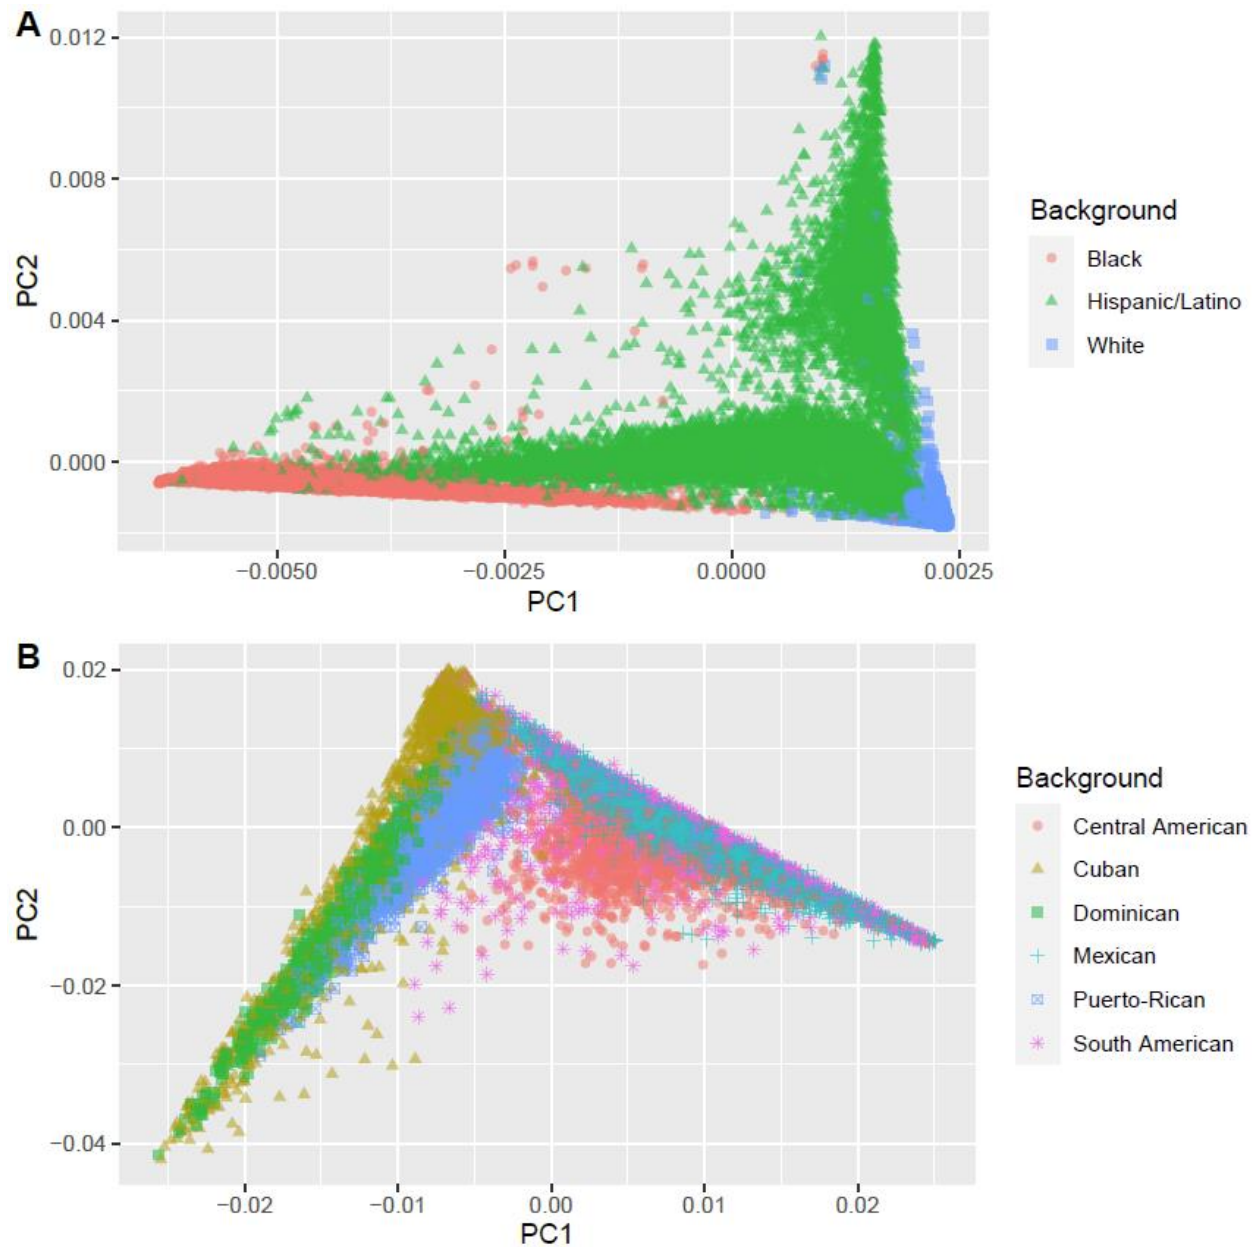 A
0.012
0.008
0.004
0.000
PC2
−0.0050 −0.0025 0.0000 0.0025
PC1
Background
Black
Hispanic/Latino
White
B
0.02
0.00
−0.02
−0.04
PC2
−0.02 −0.01 0.00 0.01 0.02
PC1
Background
Central American
Cuban
Dominican
Mexican
Puerto-Rican
South American